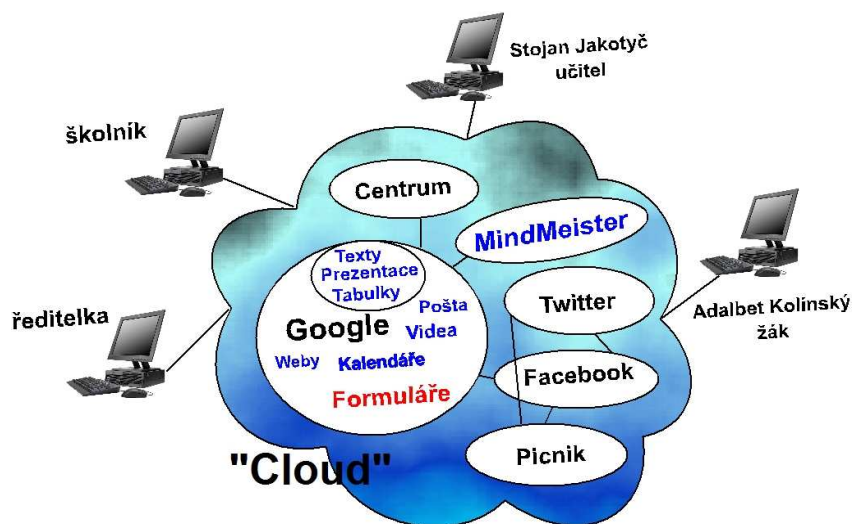 Stojan Jakotyč
učitel
školník
Centrum
MindMeister
Texty
Prezentace
Tabulky
Pošta
Twitter
Adalbet Kolínský
žák
ředitelka
Google
Videa
Weby
Kalendáře
Facebook
Formuláře
"Cloud"
Picnik